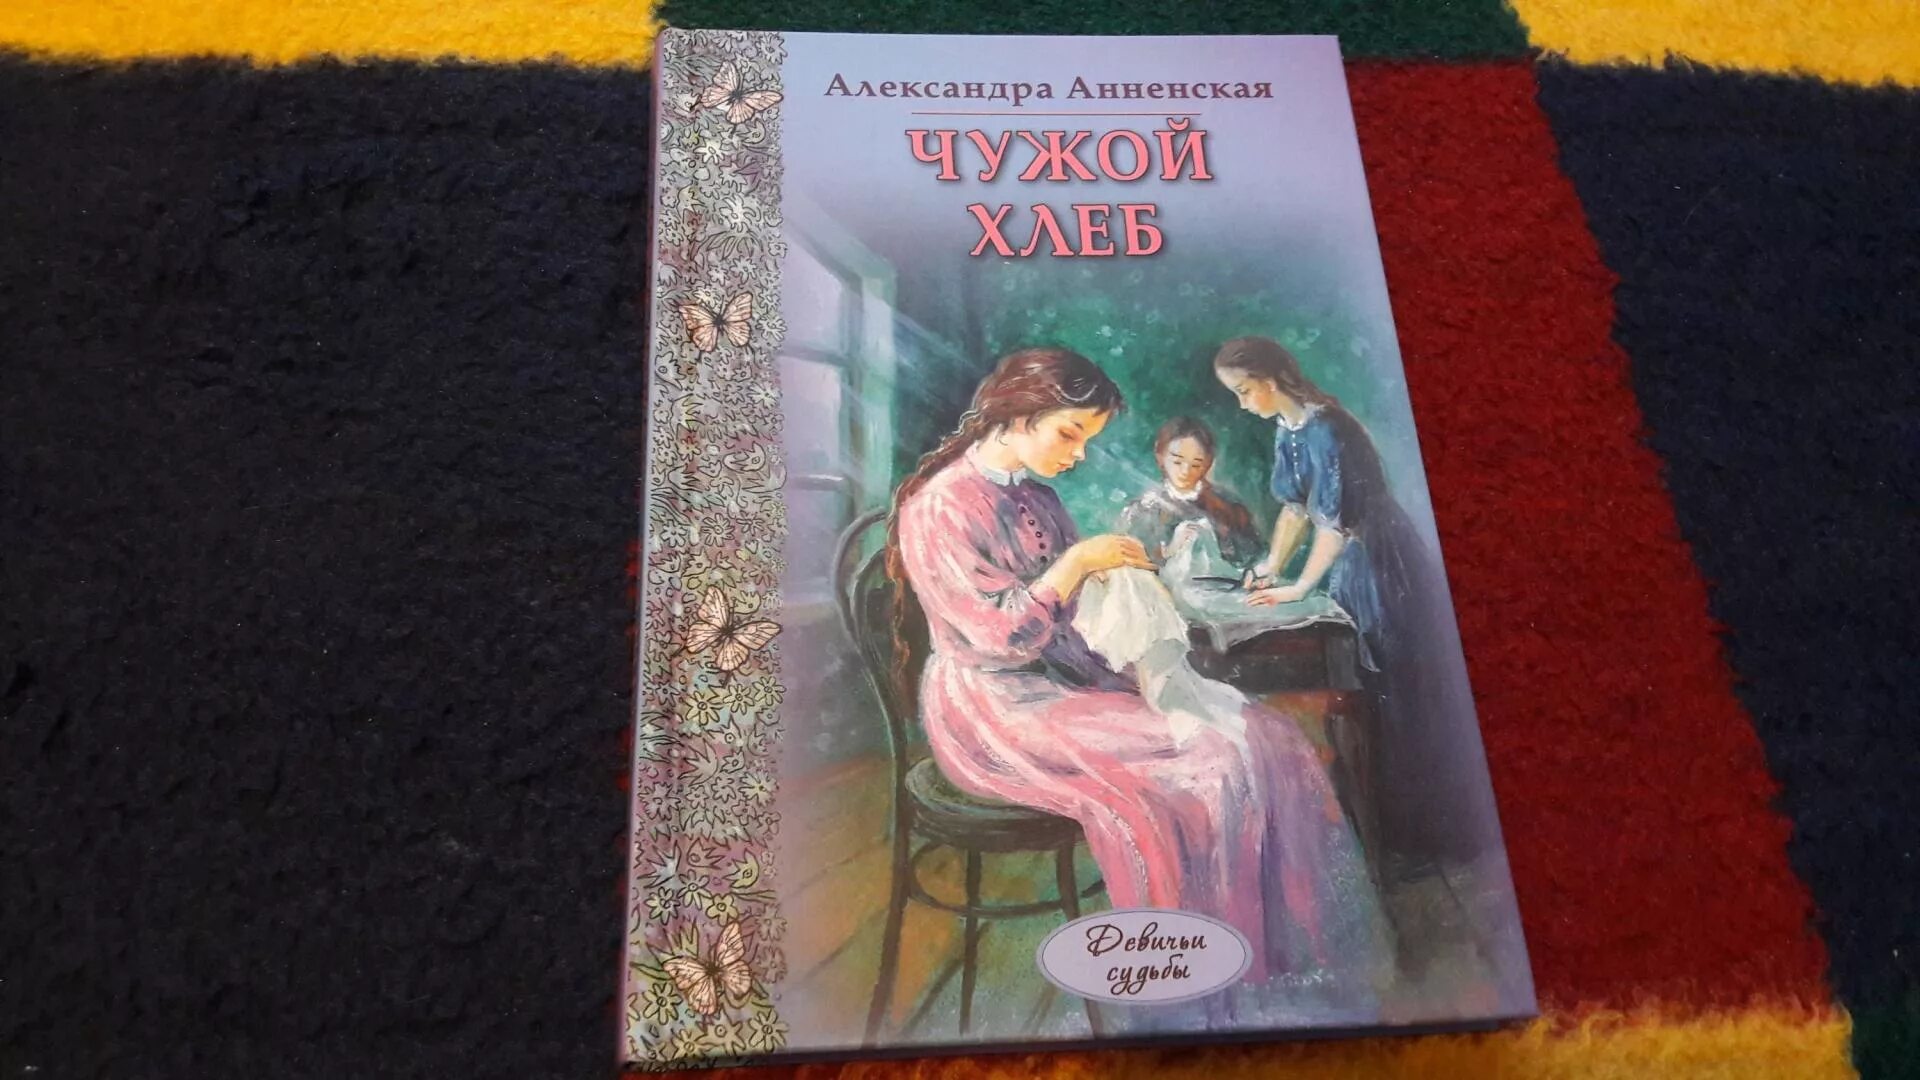 Александра Анненская
ЧУЖОЙ
ХЛЕБ
Девичьи
судьбы